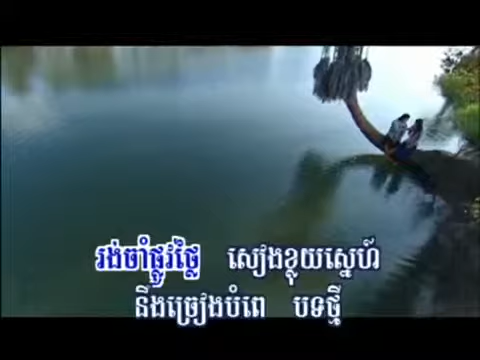 រង់ចាំផ្លូវថ្លៃ សៀងខ្លុយស្នេហ៍
នឹងច្រៀងបំពេ បទថ្មី